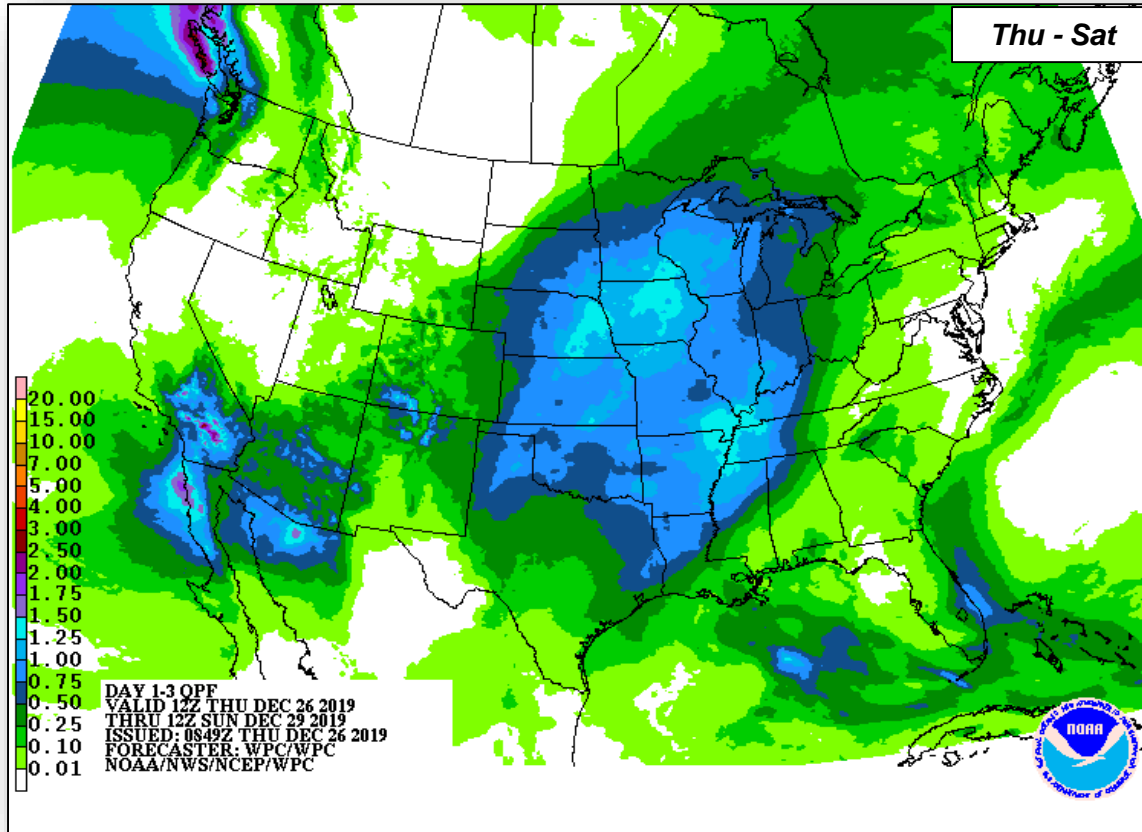 Thu - Sat
20.00
15.00
10.00
7.00
5.00
4.00
3.00
2.50
2.00
1.75
1.50
1.25
1.00
0.75
0.50
0.25
0.10
0.01
DAY 1-3 QPF
VALID 12Z THU DEC 26 2019
THRU 12Z SUN DEC 29 2019
ISSUED: 0849Z THU DEC 26 2019
FORECASTER: WPC/WPC
NOAA/NWS/NCEP/WPC
NOAA